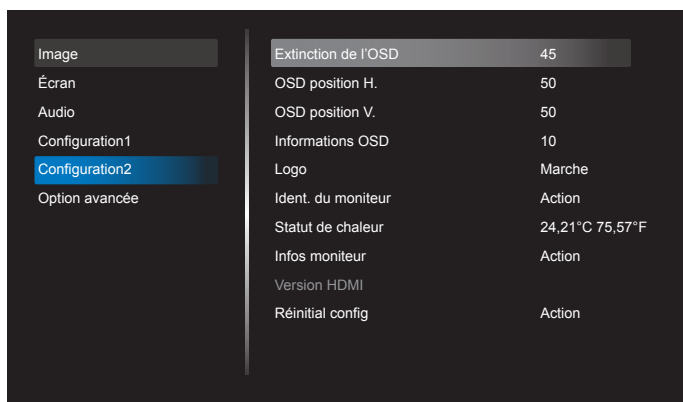 Image
Écran
Audio
Configuration1
Configuration2
Option avancée
Extinction de l'OSD 45
OSD position H. 50
OSD position V. 50
Informations OSD 10
Logo Marche
Ident. du moniteur Action
Statut de chaleur 24,21°C 75,57°F
Infos moniteur Action
Version HDMI
Réinitial config Action